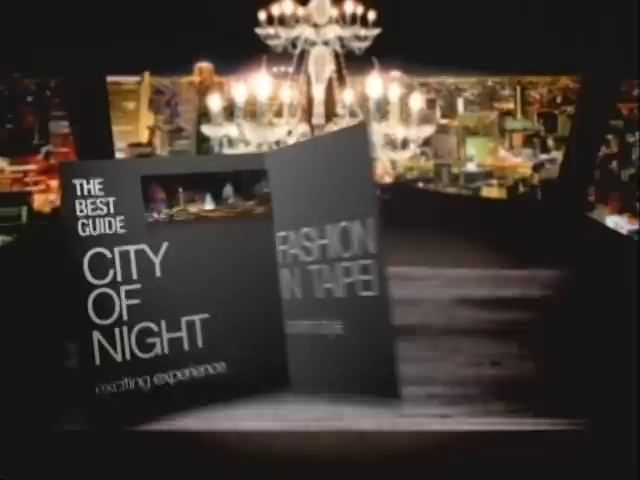 THE
BEST
GUIDE
CITY
OF
NIGHT
exciting experience
FASHION
IN TAIPEI